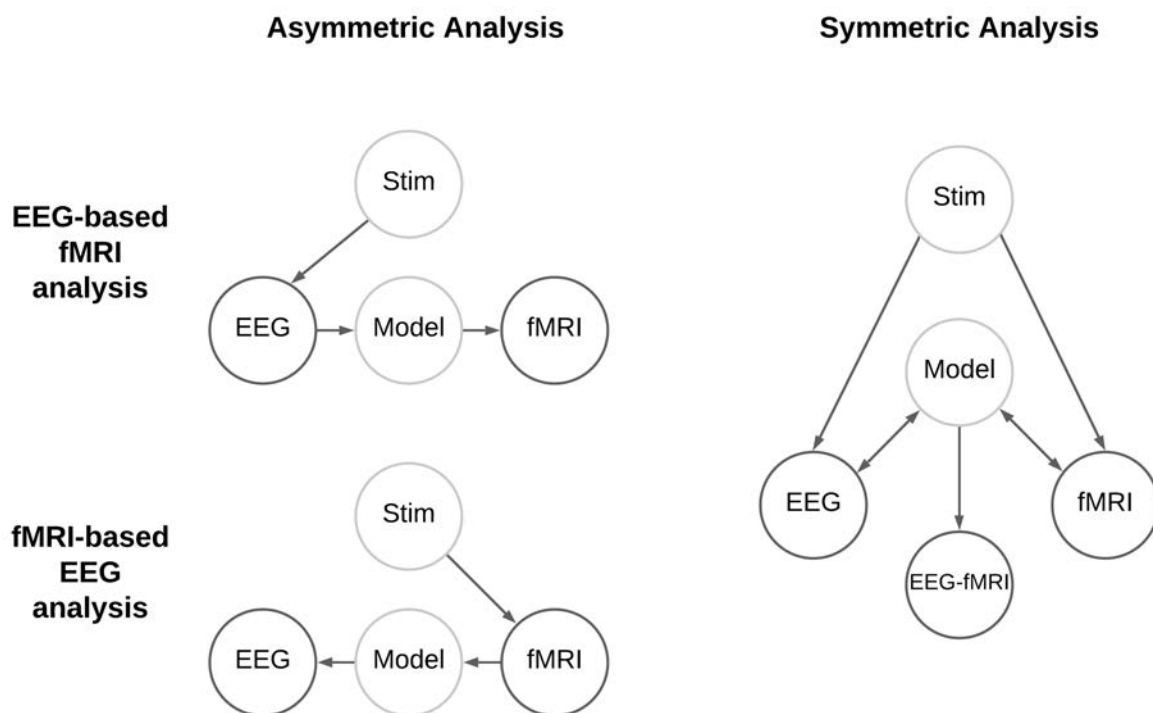 Asymmetric Analysis
Symmetric Analysis
EEG-based
fMRI
analysis
Stim
EEG
Model
fMRI
fMRI-based
EEG
analysis
Stim
EEG
Model
fMRI
Stim
Model
EEG
fMRI
EEG-fMRI